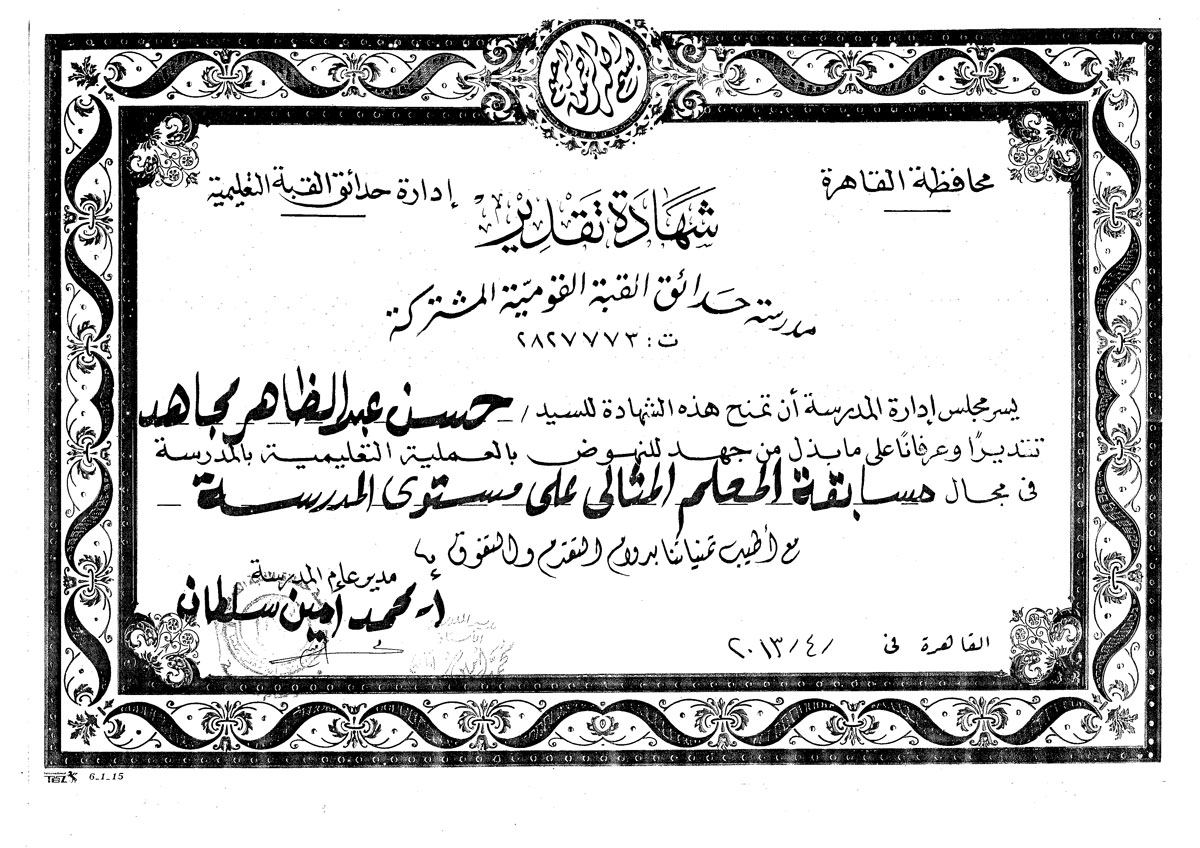 بسم الله الرحمن الرحيم
محافظة القاهرة
إدارة حدائق القبة التعليمية
شهادة تقدير
مدرسة حدائق القبة القومية المشتركة
ت : ٢٨٢٧٧٧٣
يسر مجلس إدارة المدرسة أن تمنح هذه الشهادة للسيد / حسن عبد الظاهر مجاهد
تقديرًا وعرفانًا على ما بذل من جهد للنهوض بالعملية التعليمية بالمدرسة
فى مجال مسابقة المعلم المثالى على مستوى المدرسة
مع أطيب تمنياتنا بدوام التقدم والتفوق
مدير عام المدرسة
أ - محمد أمين سلطان
القاهرة فى / ٤ / ٢٠١٣
6_1_15